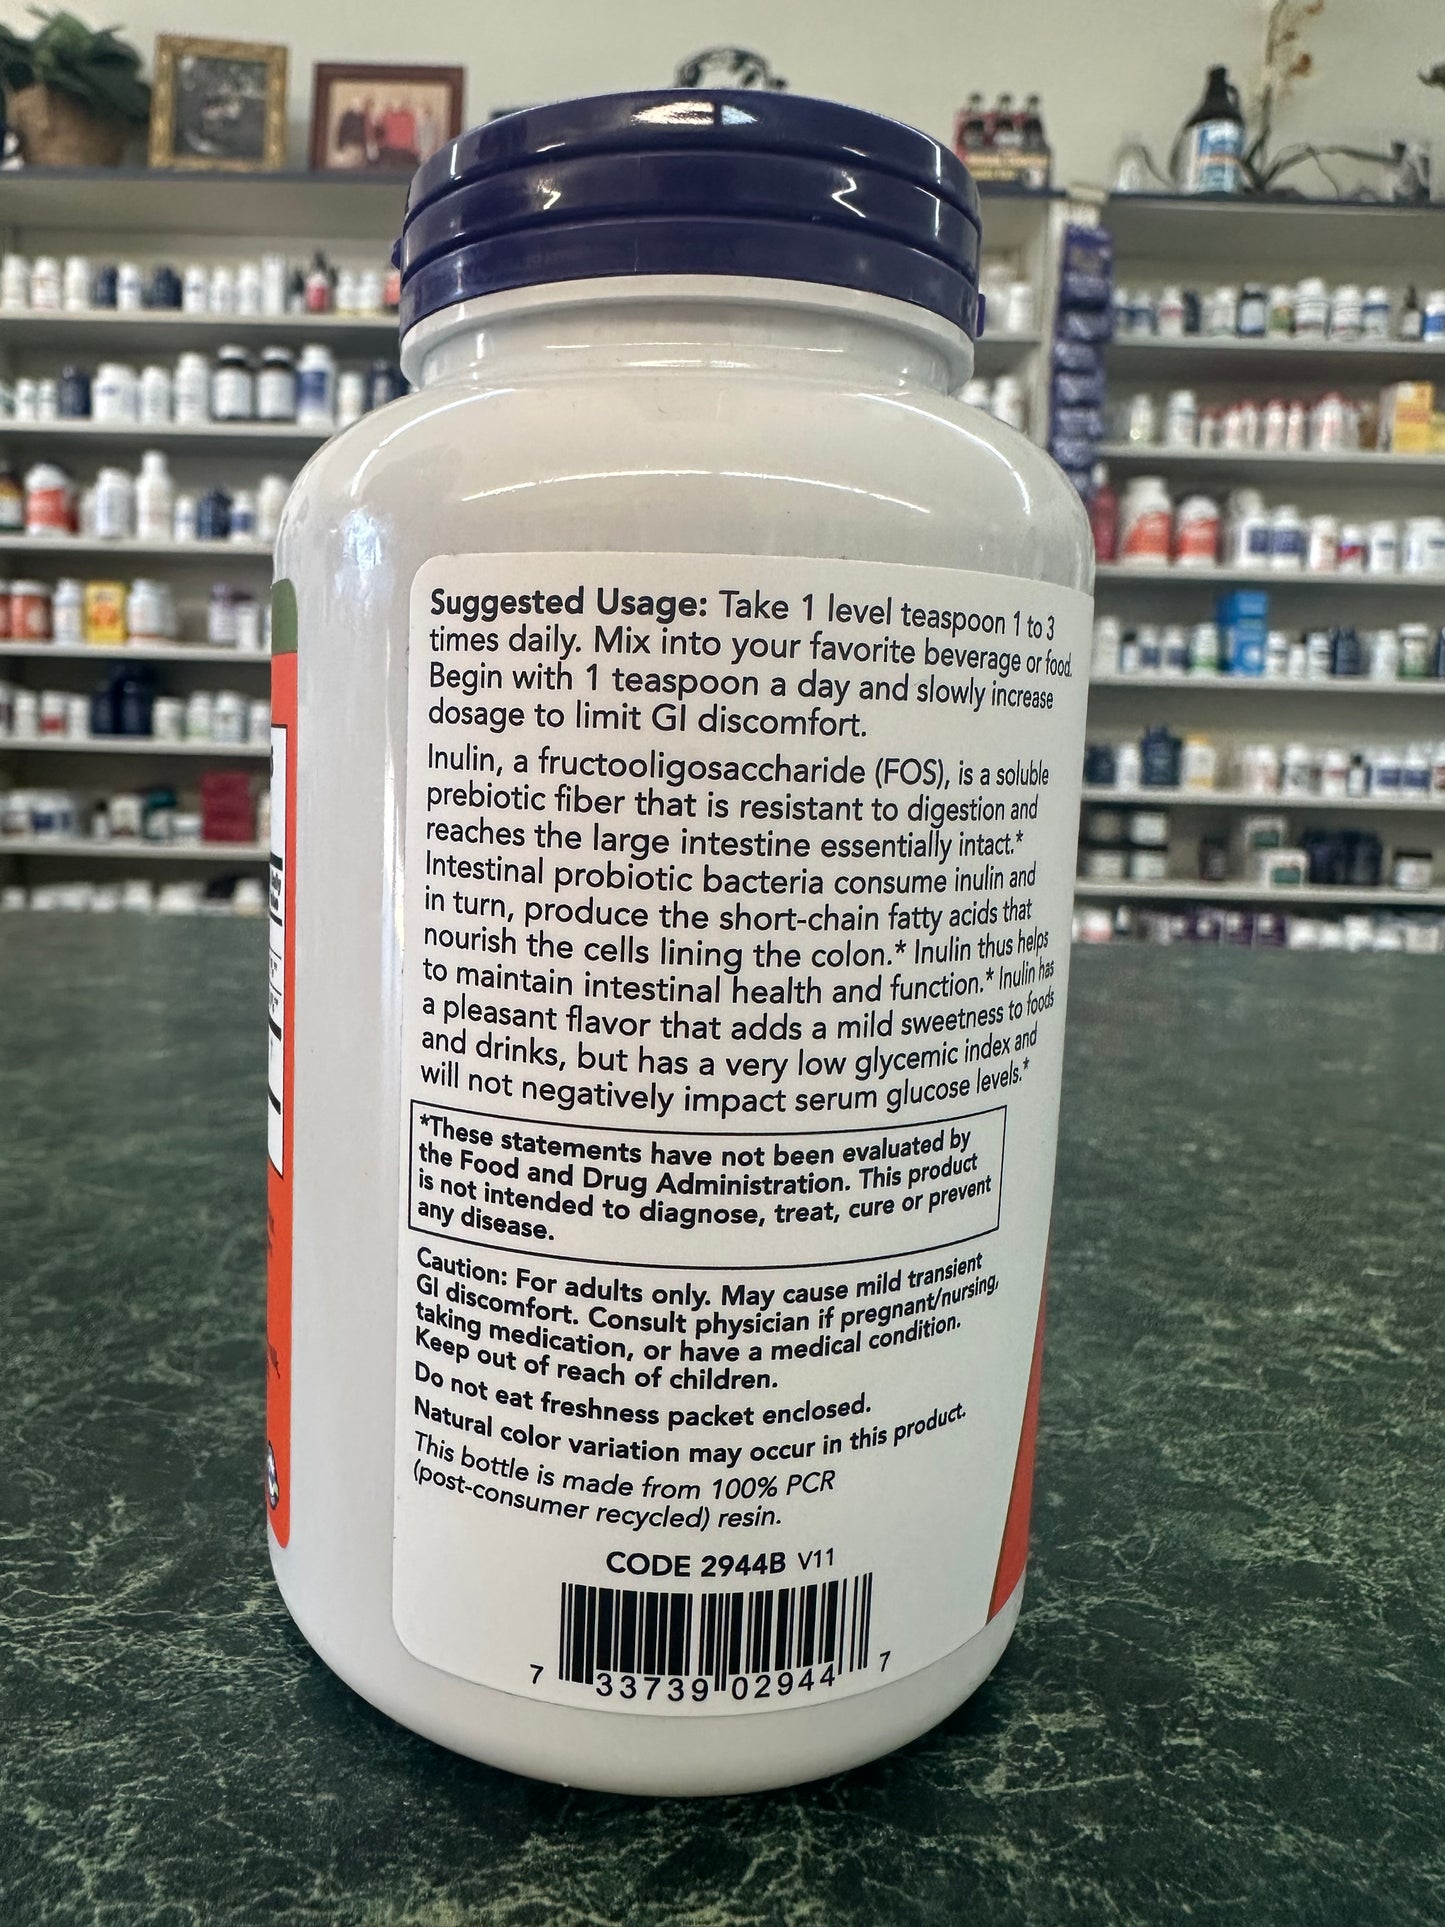 Suggested Usage: Take 1 level teaspoon 1 to 3
times daily. Mix into your favorite beverage or food.
Begin with 1 teaspoon a day and slowly increase
dosage to limit GI discomfort.
Inulin, a fructooligosaccharide (FOS), is a soluble
prebiotic fiber that is resistant to digestion and
reaches the large intestine essentially intact.*
Intestinal probiotic bacteria consume inulin and
in turn, produce the short-chain fatty acids that
nourish the cells lining the colon.* Inulin thus helps
to maintain intestinal health and function.* Inulin has
a pleasant flavor that adds a mild sweetness to foods
and drinks, but has a very low glycemic index and
will not negatively impact serum glucose levels.*
*These statements have not been evaluated by
the Food and Drug Administration. This product
is not intended to diagnose, treat, cure or prevent
any disease.
Caution: For adults only. May cause mild transient
GI discomfort. Consult physician if pregnant/nursing,
taking medication, or have a medical condition.
Keep out of reach of children.
Do not eat freshness packet enclosed.
Natural color variation may occur in this product.
This bottle is made from 100% PCR
(post-consumer recycled) resin.
CODE 2944B V11
7 33739 02944 7